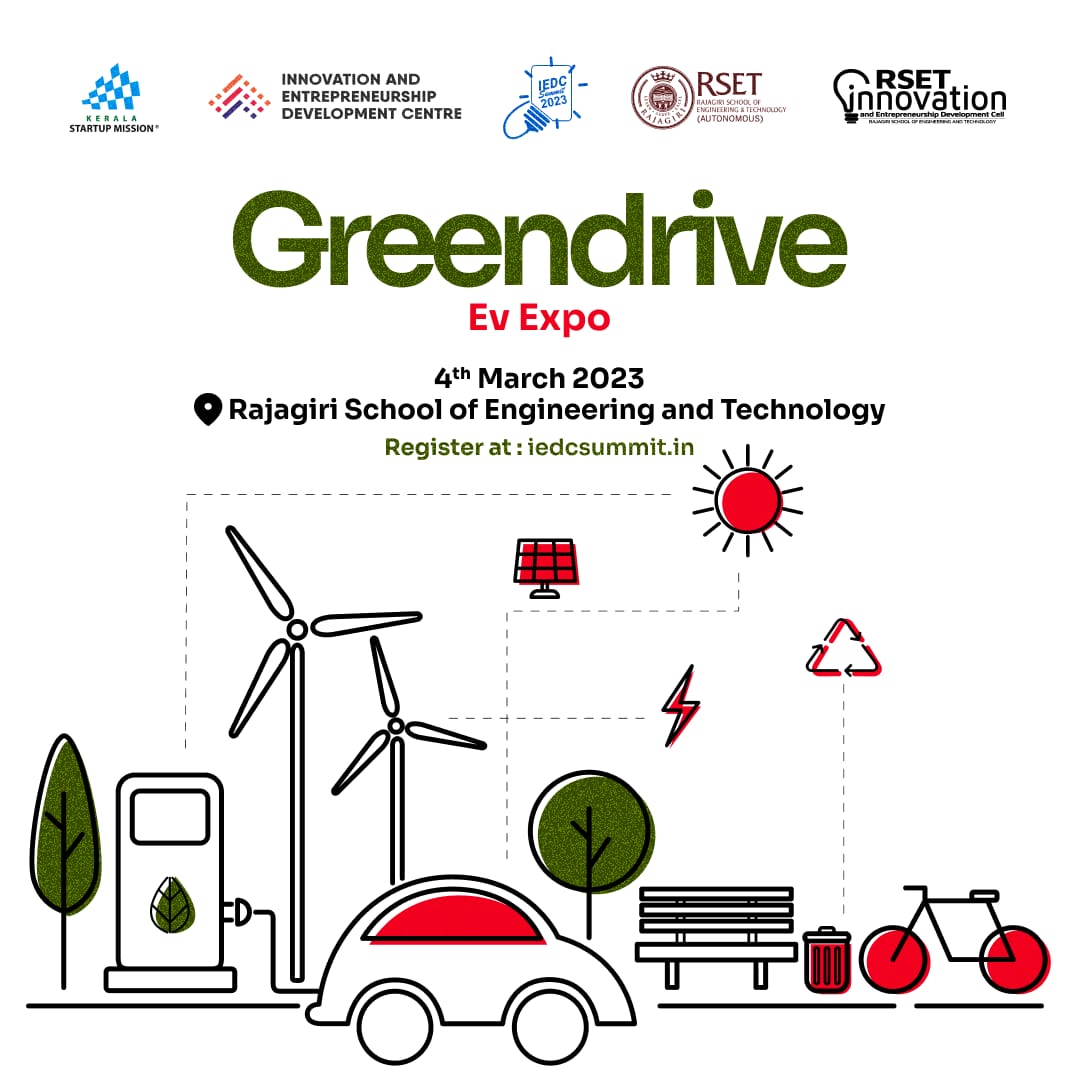 KERALA
STARTUP MISSION®
INNOVATION AND
ENTREPRENEURSHIP
DEVELOPMENT CENTRE
IEDC
Summit
2023
RAJAGIRI
RSET
RAJAGIRI SCHOOL OF
ENGINEERING & TECHNOLOGY
(AUTONOMOUS)
RSET
innovation
and Entrepreneurship Development Cell
RAJAGIRI SCHOOL OF ENGINEERING AND TECHNOLOGY
Greendrive
Ev Expo
4th March 2023
Rajagiri School of Engineering and Technology
Register at : iedcsummit.in